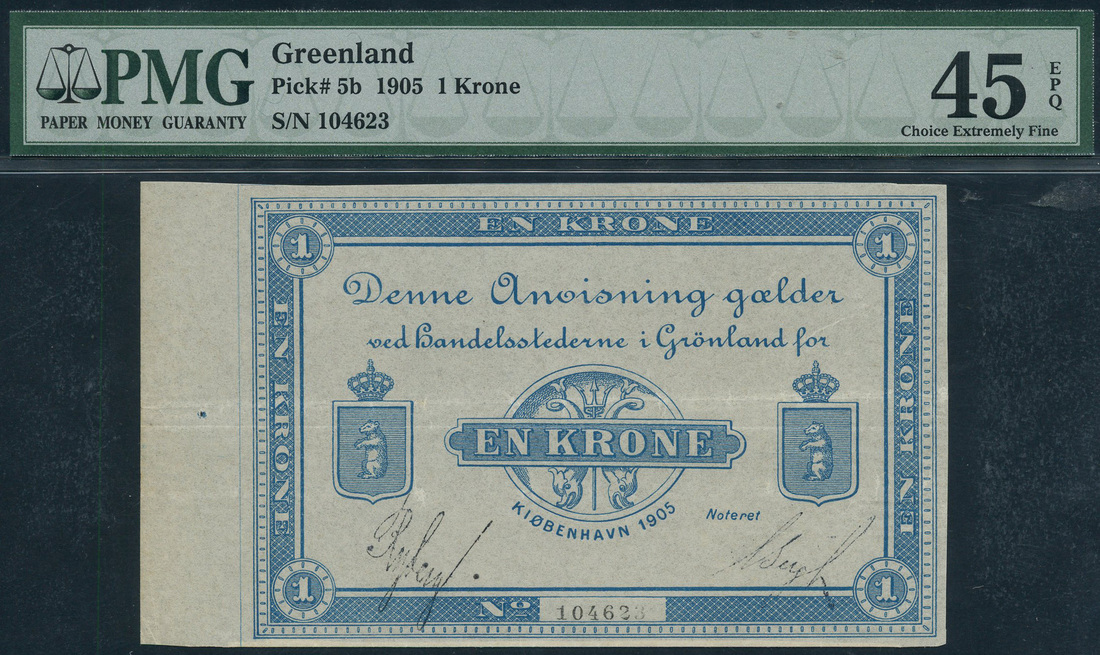 PMG
PAPER MONEY GUARANTY
Greenland
Pick# 5b 1905 1 Krone
S/N 104623
45
EPQ
Choice Extremely Fine
EN KRONE
1
1
Denne Anvisning gælder
ved Handelsstederne i Grönland for
EN KRONE
EN KRONE
EN KRONE
KIØBENHAVN 1905
Noteret
1
1
No 104623